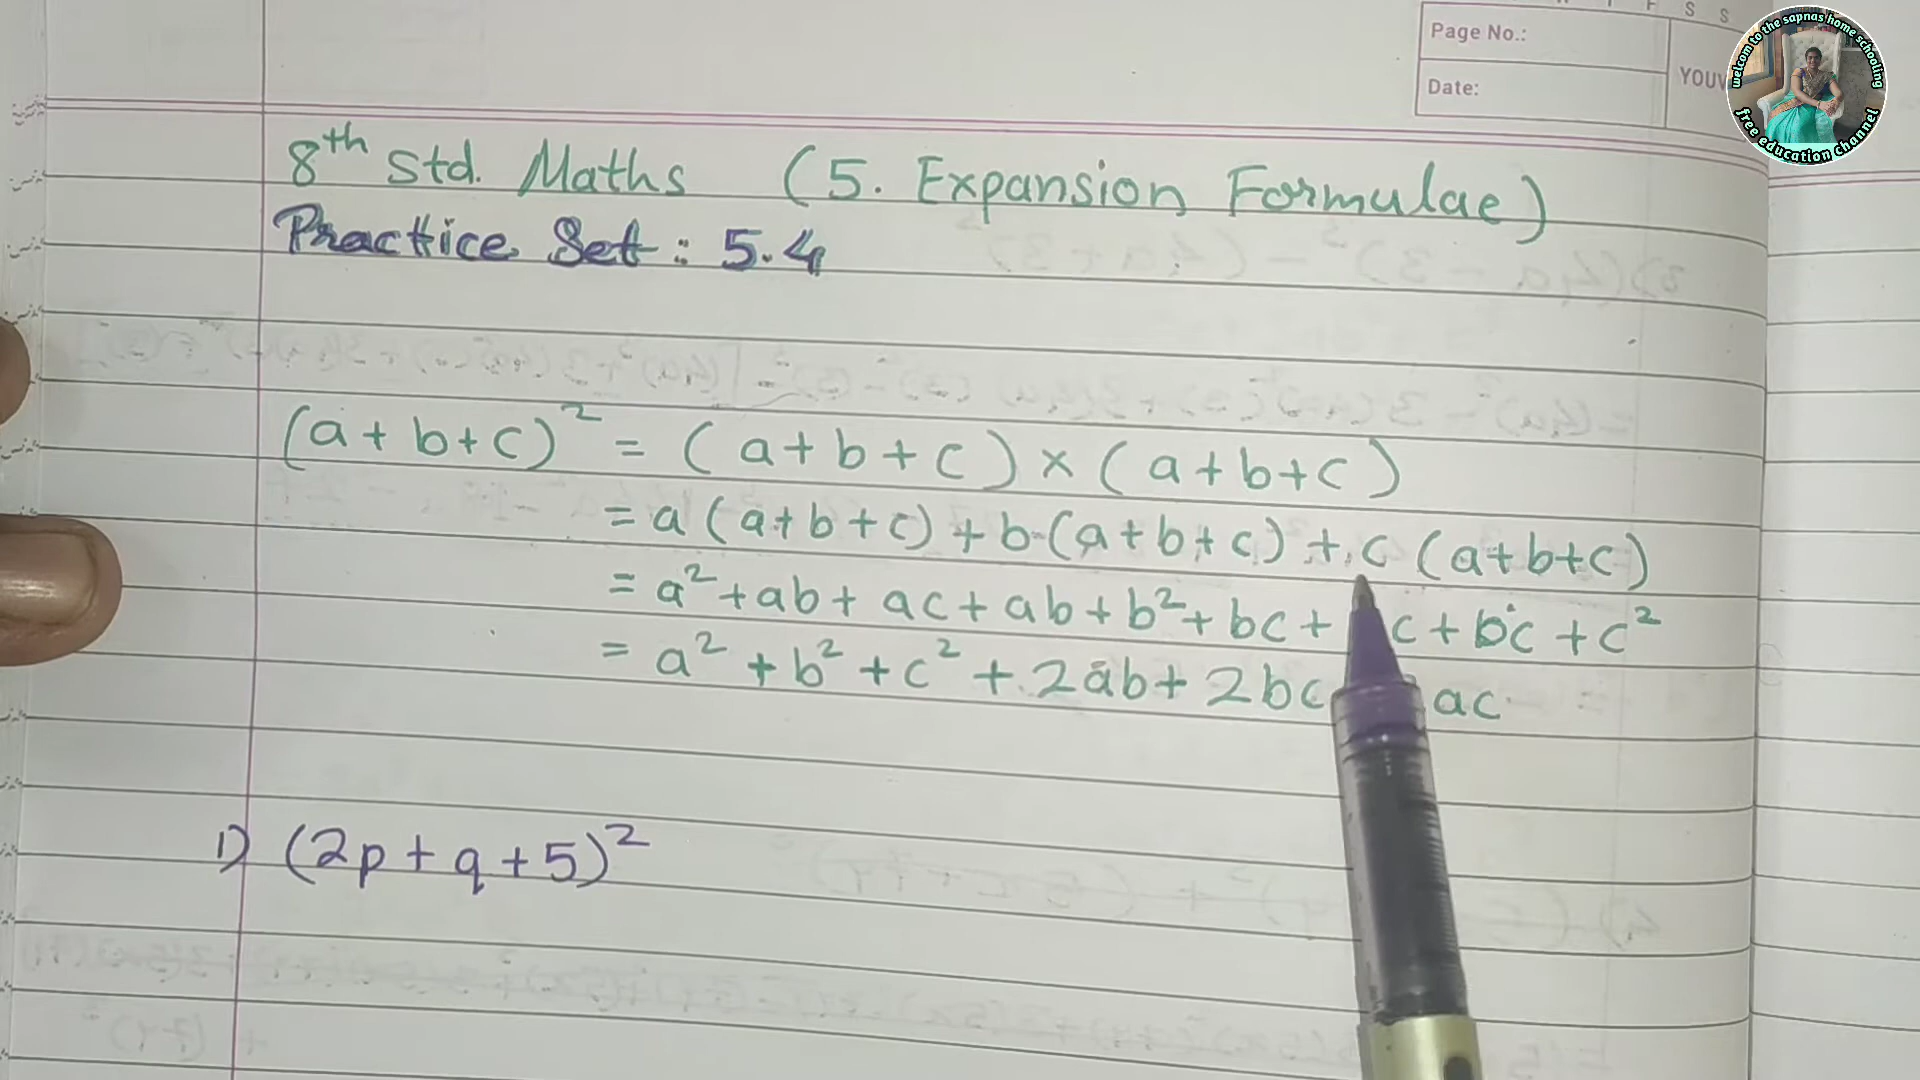 Page No.:
Date:
YOUV
welcom to the sapnas home schooling
free education channel
8th Std. Maths (5. Expansion Formulae)
Practice Set: 5.4
(a + b + c)² = (a + b + c) × (a + b + c)
= a (a + b + c) + b (a + b + c) + c (a + b + c)
= a² + ab + ac + ab + b² + bc + c + bc + c²
= a² + b² + c² + 2ab + 2bc ac
1) (2p + q + 5)²